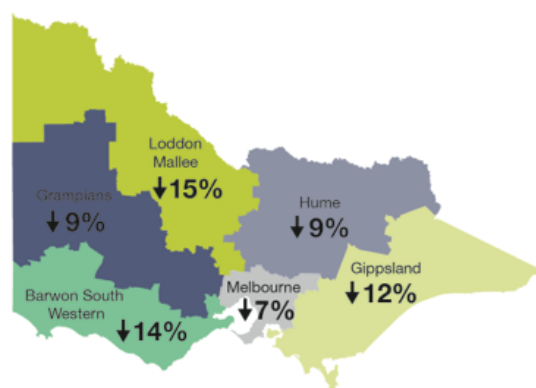 Loddon
Mallee
↓15%
Grampians
↓9%
Hume
↓9%
Gippsland
↓12%
Melbourne
↓7%
Barwon South
Western
↓14%